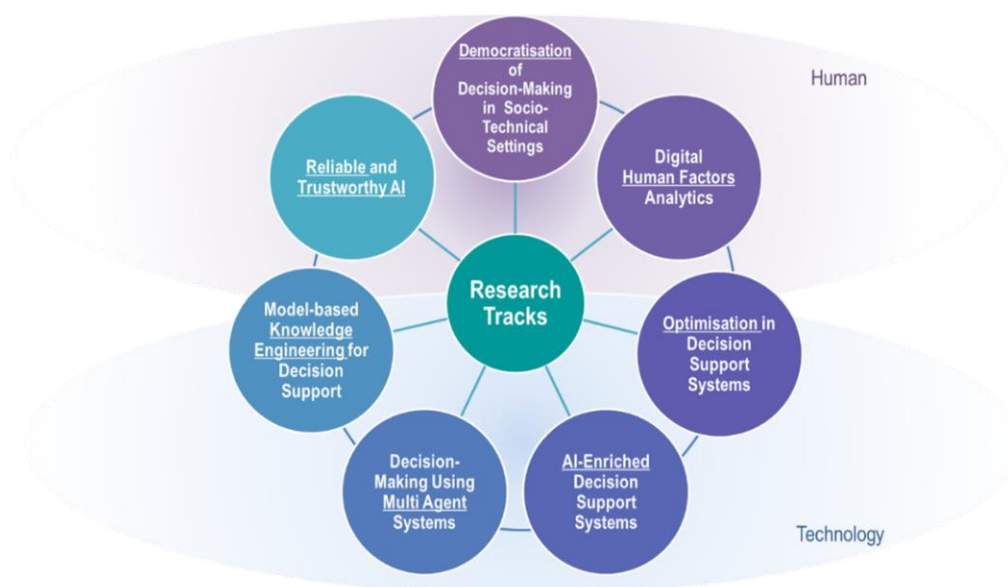 Human
Democratisation
of
Decision-Making
in Socio-
Technical
Settings
Reliable and
Trustworthy AI
Digital
Human Factors
Analytics
Research
Tracks
Model-based
Knowledge
Engineering for
Decision
Support
Optimisation in
Decision
Support
Systems
Decision-
Making Using
Multi Agent
Systems
AI-Enriched
Decision
Support
Systems
Technology